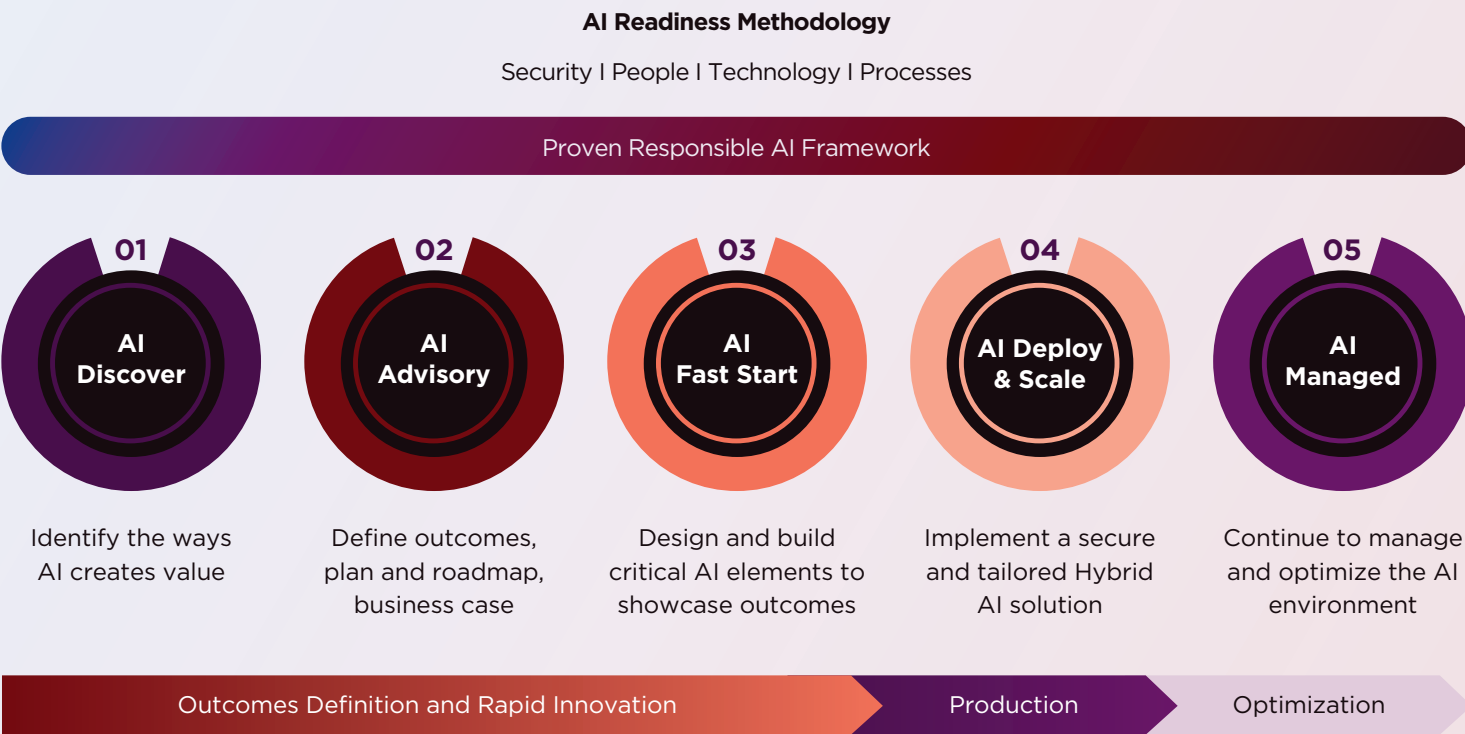 AI Readiness Methodology
Security I People I Technology I Processes
Proven Responsible AI Framework
01
AI
Discover
Identify the ways
AI creates value
02
AI
Advisory
Define outcomes,
plan and roadmap,
business case
03
AI
Fast Start
Design and build
critical AI elements to
showcase outcomes
04
AI Deploy
& Scale
Implement a secure
and tailored Hybrid
AI solution
05
AI
Managed
Continue to manage
and optimize the AI
environment
Outcomes Definition and Rapid Innovation
Production
Optimization